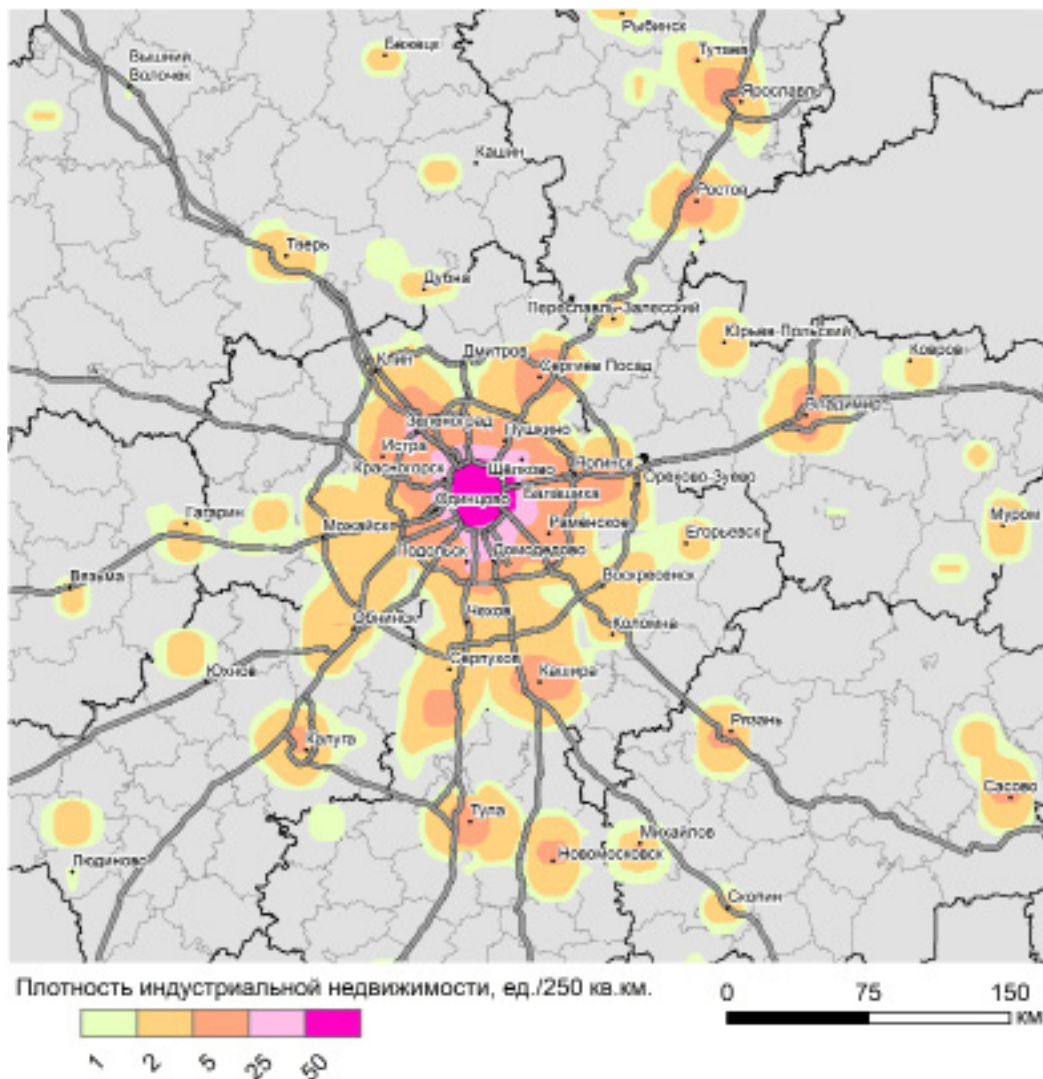 Рыбинск
Тутаев
Бежецк
Вышний
Волочек
Ярославль
Кашин
Ростов
Тверь
Дубна
Переславль-Залесский
Юрьев-Польский
Ковров
Клин
Дмитров
Сергиев Посад
Владимир
Зеленоград
Пушкино
Истра
Красногорск
Щёлково
Ногинск
Орехово-Зуево
Одинцово
Балашиха
Гагарин
Можайск
Раменское
Егорьевск
Муром
Подольск
Домодедово
Вязьма
Воскресенск
Обнинск
Чехов
Коломна
Серпухов
Кашира
Юхнов
Рязань
Калуга
Сасово
Тула
Михайлов
Новомосковск
Людиново
Скопин
Плотность индустриальной недвижимости, ед./250 кв.км.
0 75 150
км
1 2 5 25 50